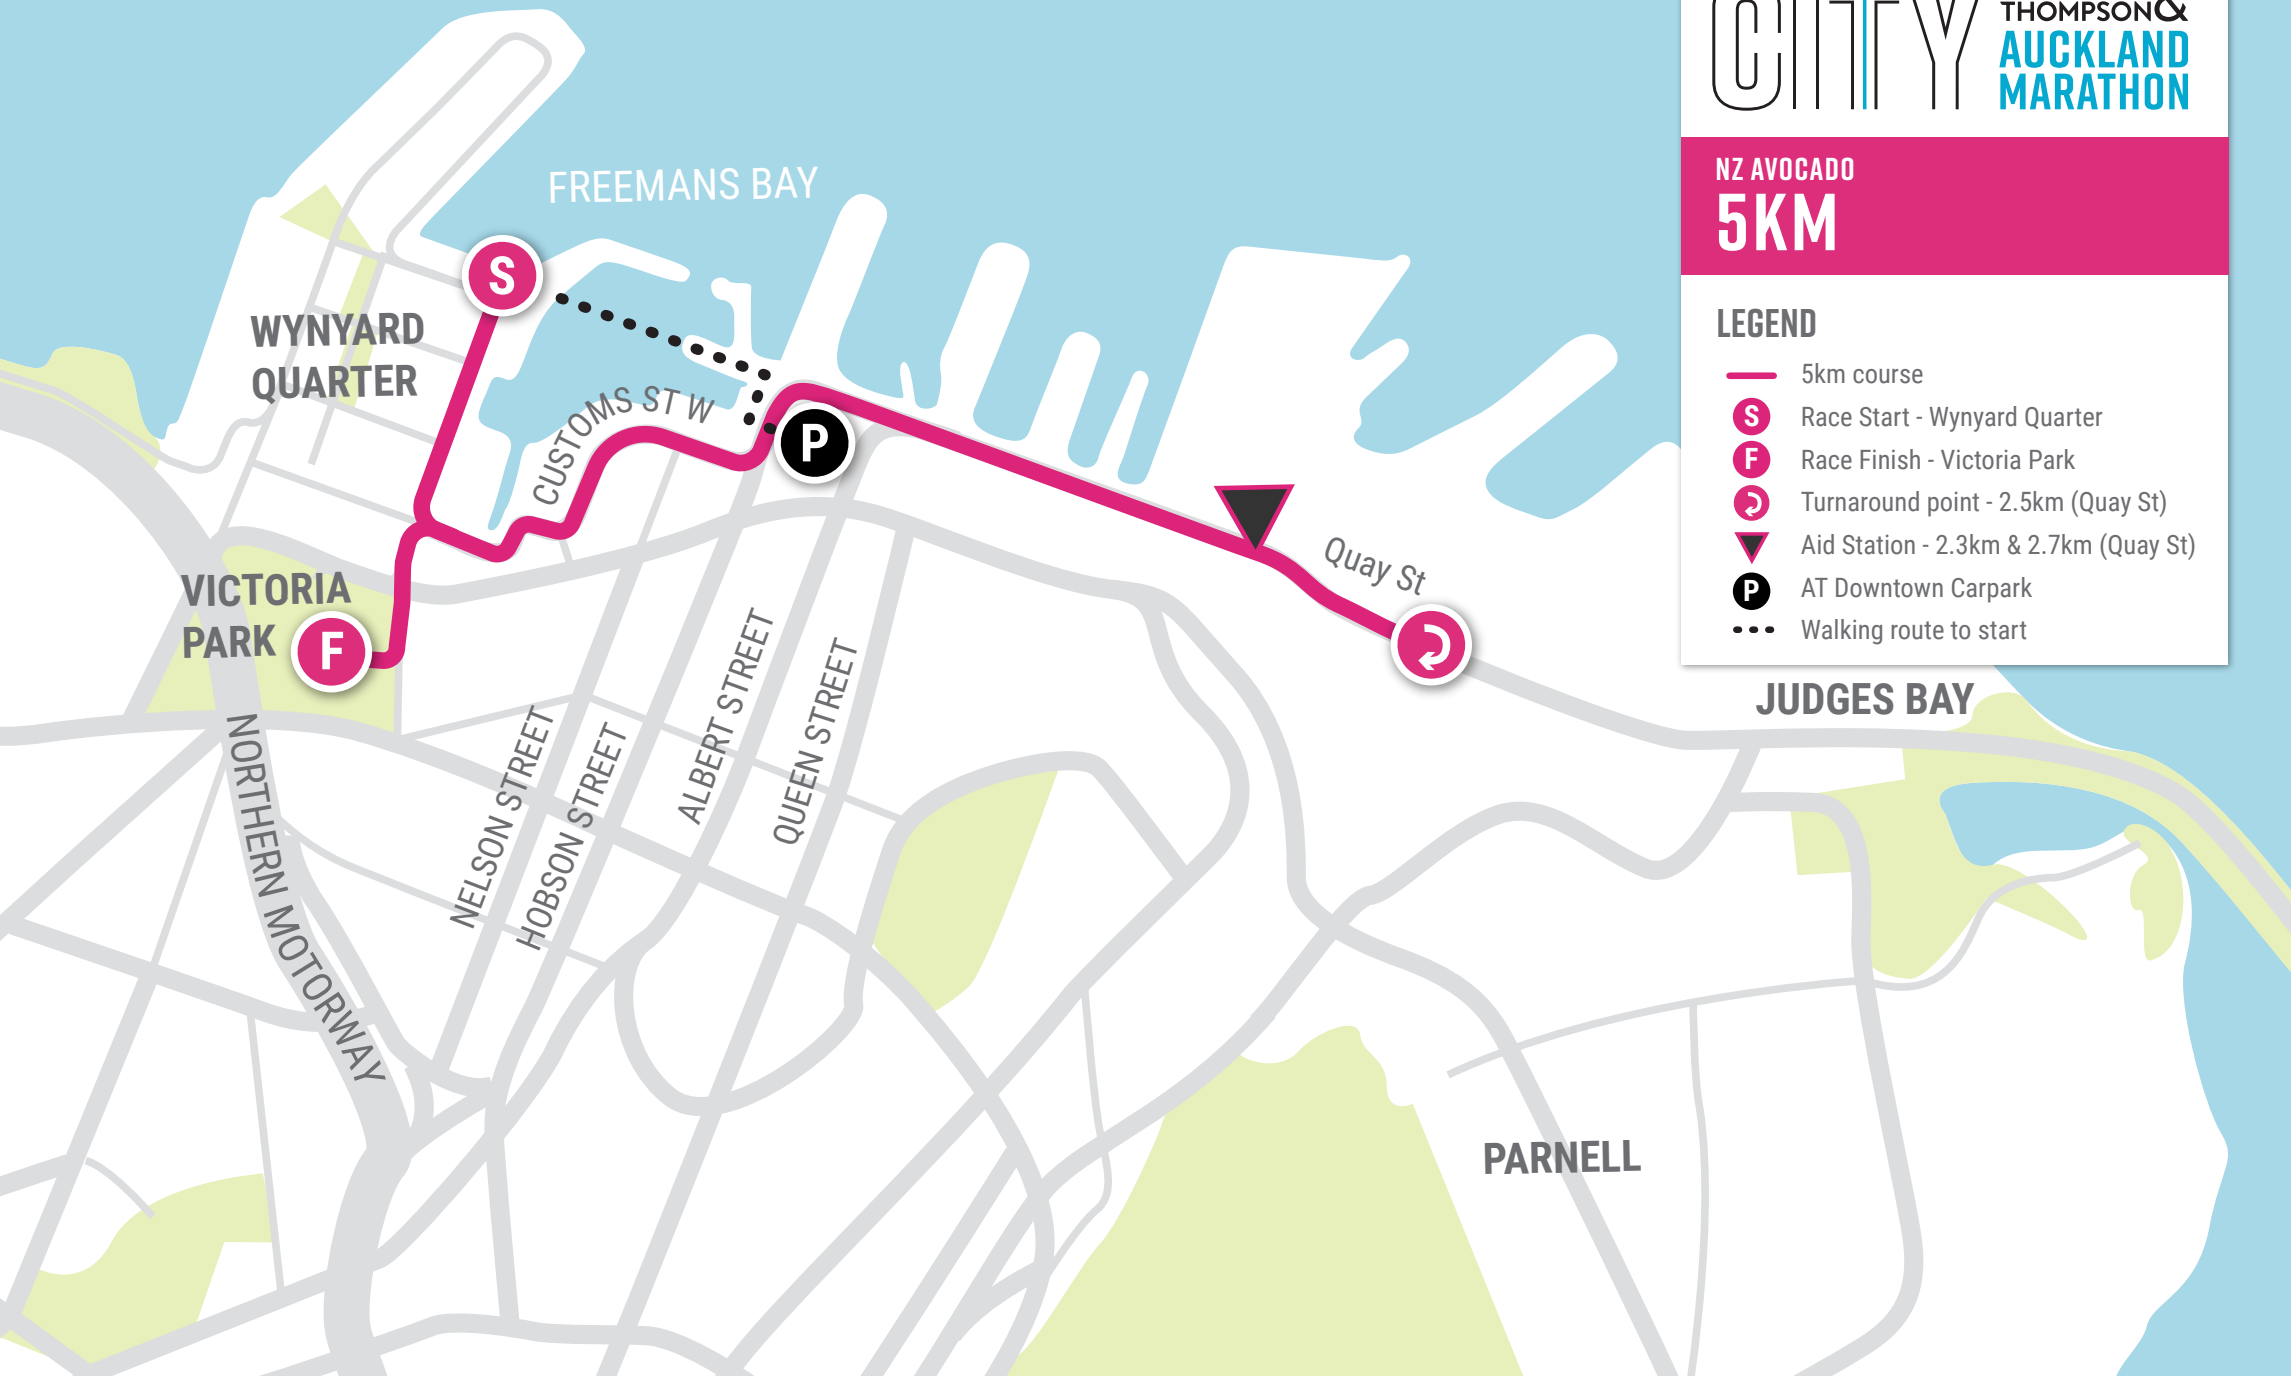 CITY
THOMPSON&
AUCKLAND
MARATHON
NZ AVOCADO
5KM
LEGEND
5km course
S Race Start - Wynyard Quarter
F Race Finish - Victoria Park
Turnaround point - 2.5km (Quay St)
Aid Station - 2.3km & 2.7km (Quay St)
P AT Downtown Carpark
Walking route to start
FREEMANS BAY
S
WYNYARD
QUARTER
CUSTOMS ST W
P
Quay St
VICTORIA
PARK
F
JUDGES BAY
NORTHERN MOTORWAY
NELSON STREET
HOBSON STREET
ALBERT STREET
QUEEN STREET
PARNELL